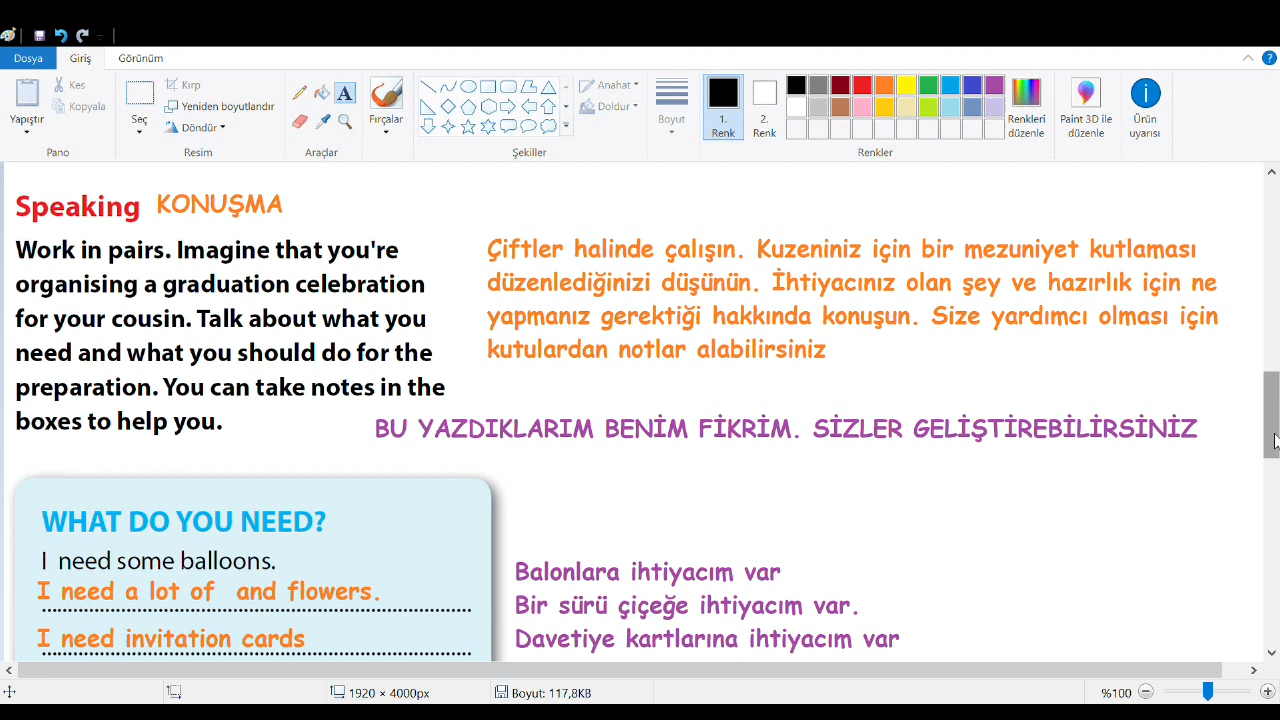 Dosya Giriş Görünüm
Yapıştır
Kes
Kopyala
Pano
Seç
Kırp
Yeniden boyutlandır
Döndür
Resim
A
Araçlar
Fırçalar
Anahat
Doldur
Şekiller
Boyut
1. Renk
2. Renk
Renkleri düzenle
Renkler
Paint 3D ile düzenle
Ürün uyarısı
Speaking KONUŞMA
Work in pairs. Imagine that you're
organising a graduation celebration
for your cousin. Talk about what you
need and what you should do for the
preparation. You can take notes in the
boxes to help you.
Çiftler halinde çalışın. Kuzeniniz için bir mezuniyet kutlaması
düzenlediğinizi düşünün. İhtiyacınız olan şey ve hazırlık için ne
yapmanız gerektiği hakkında konuşun. Size yardımcı olması için
kutulardan notlar alabilirsiniz
BU YAZDIKLARIM BENİM FİKRİM. SİZLER GELİŞTİREBİLİRSİNİZ
WHAT DO YOU NEED?
I need some balloons.
I need a lot of and flowers.
I need invitation cards
Balonlara ihtiyacım var
Bir sürü çiçeğe ihtiyacım var.
Davetiye kartlarına ihtiyacım var
1920 × 4000px
Boyut: 117,8KB
%100